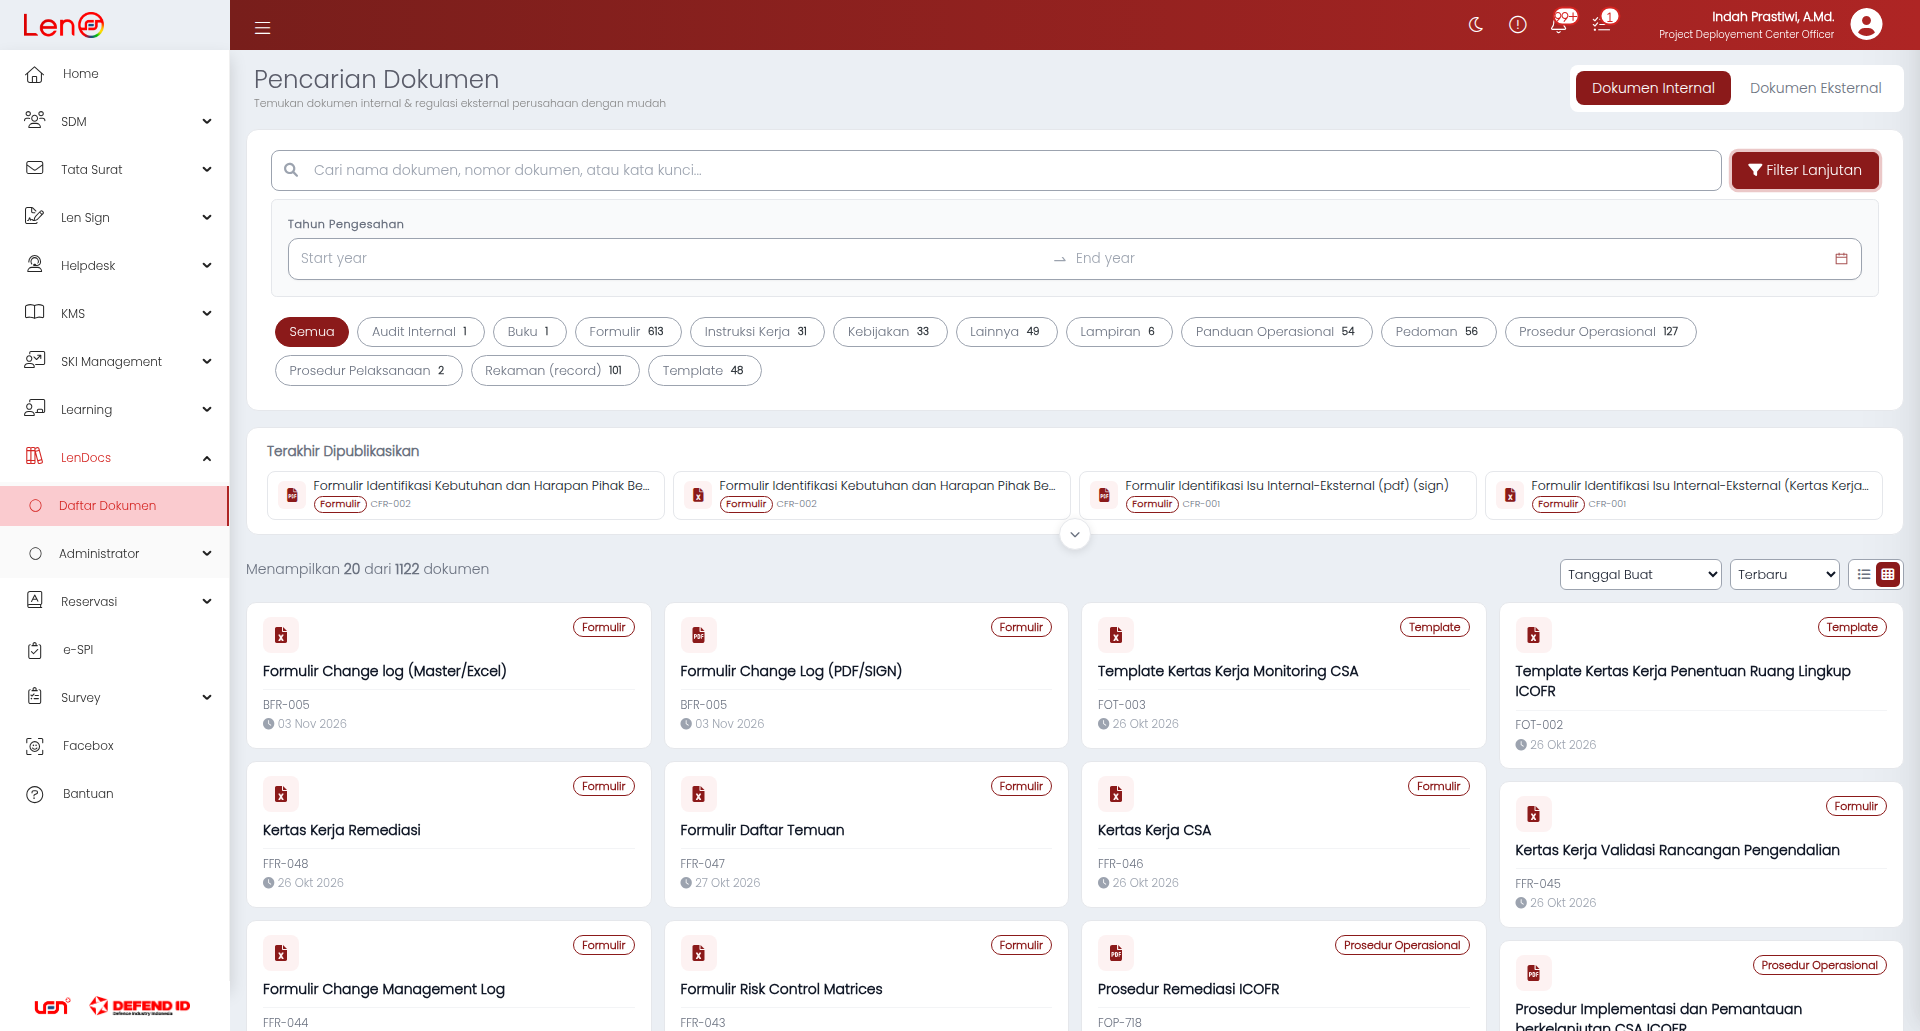 Len
99+
1
Indah Prastiwi, A.Md.
Project Deployement Center Officer
Home
SDM
Tata Surat
Len Sign
Helpdesk
KMS
SKI Management
Learning
LenDocs
Daftar Dokumen
Administrator
Reservasi
e-SPI
Survey
Facebox
Bantuan
Len
DEFEND ID
Defence Industry Indonesia
Pencarian Dokumen
Temukan dokumen internal & regulasi eksternal perusahaan dengan mudah
Dokumen Internal
Dokumen Eksternal
Cari nama dokumen, nomor dokumen, atau kata kunci...
Filter Lanjutan
Tahun Pengesahan
Start year
End year
Semua
Audit Internal 1
Buku 1
Formulir 613
Instruksi Kerja 31
Kebijakan 33
Lainnya 49
Lampiran 6
Panduan Operasional 54
Pedoman 56
Prosedur Operasional 127
Prosedur Pelaksanaan 2
Rekaman (record) 101
Template 48
Terakhir Dipublikasikan
Formulir Identifikasi Kebutuhan dan Harapan Pihak Be...
Formulir CFR-002
Formulir Identifikasi Kebutuhan dan Harapan Pihak Be...
Formulir CFR-002
Formulir Identifikasi Isu Internal-Eksternal (pdf) (sign)
Formulir CFR-001
Formulir Identifikasi Isu Internal-Eksternal (Kertas Kerja...
Formulir CFR-001
Menampilkan 20 dari 1122 dokumen
Tanggal Buat
Terbaru
Formulir
Formulir Change log (Master/Excel)
BFR-005
03 Nov 2026
Formulir
Formulir Change Log (PDF/SIGN)
BFR-005
03 Nov 2026
Template
Template Kertas Kerja Monitoring CSA
FOT-003
26 Okt 2026
Template
Template Kertas Kerja Penentuan Ruang Lingkup
ICOFR
FOT-002
26 Okt 2026
Formulir
Kertas Kerja Remediasi
FFR-048
26 Okt 2026
Formulir
Formulir Daftar Temuan
FFR-047
27 Okt 2026
Formulir
Kertas Kerja CSA
FFR-046
26 Okt 2026
Formulir
Kertas Kerja Validasi Rancangan Pengendalian
FFR-045
26 Okt 2026
Formulir
Formulir Change Management Log
FFR-044
Formulir
Formulir Risk Control Matrices
FFR-043
Prosedur Operasional
Prosedur Remediasi ICOFR
FOP-718
Prosedur Operasional
Prosedur Implementasi dan Pemantauan
berkelanjutan CSA ICOFR